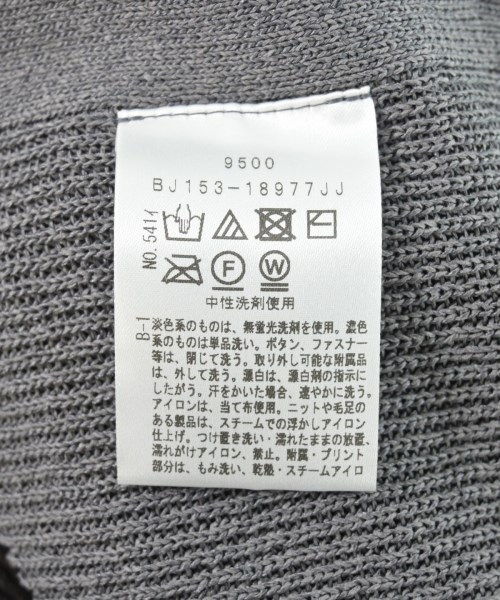 9500
BJ153-18977JJ
NO.541イ
F W
中性洗剤使用
B-1
淡色系のものは、無蛍光洗剤を使用。濃色
系のものは単品洗い。ボタン、ファスナー
等は、閉じて洗う。取り外し可能な附属品
は、外して洗う。漂白は、漂白剤の指示に
したがう。汗をかいた場合、速やかに洗う。
アイロンは、当て布使用。ニットや毛足の
ある製品は、スチームでの浮かしアイロン
仕上げ。つけ置き洗い・濡れたままの放置、
濡れがけアイロン、禁止。附属・プリント
部分は、もみ洗い、乾熱・スチームアイロ